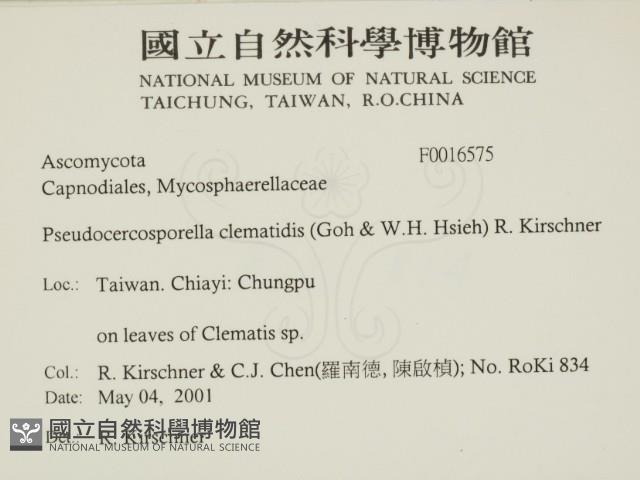 國立自然科學博物館
NATIONAL MUSEUM OF NATURAL SCIENCE
TAICHUNG, TAIWAN, R.O.CHINA
Ascomycota F0016575
Capnodiales, Mycosphaerellaceae
Pseudocercosporella clematidis (Goh & W.H. Hsieh) R. Kirschner
Loc.: Taiwan. Chiayi: Chungpu
on leaves of Clematis sp.
Col.: R. Kirschner & C.J. Chen(羅南德, 陳啟楨); No. RoKi 834
Date: May 04, 2001
Det.: R. Kirschner
國立自然科學博物館
NATIONAL MUSEUM OF NATURAL SCIENCE